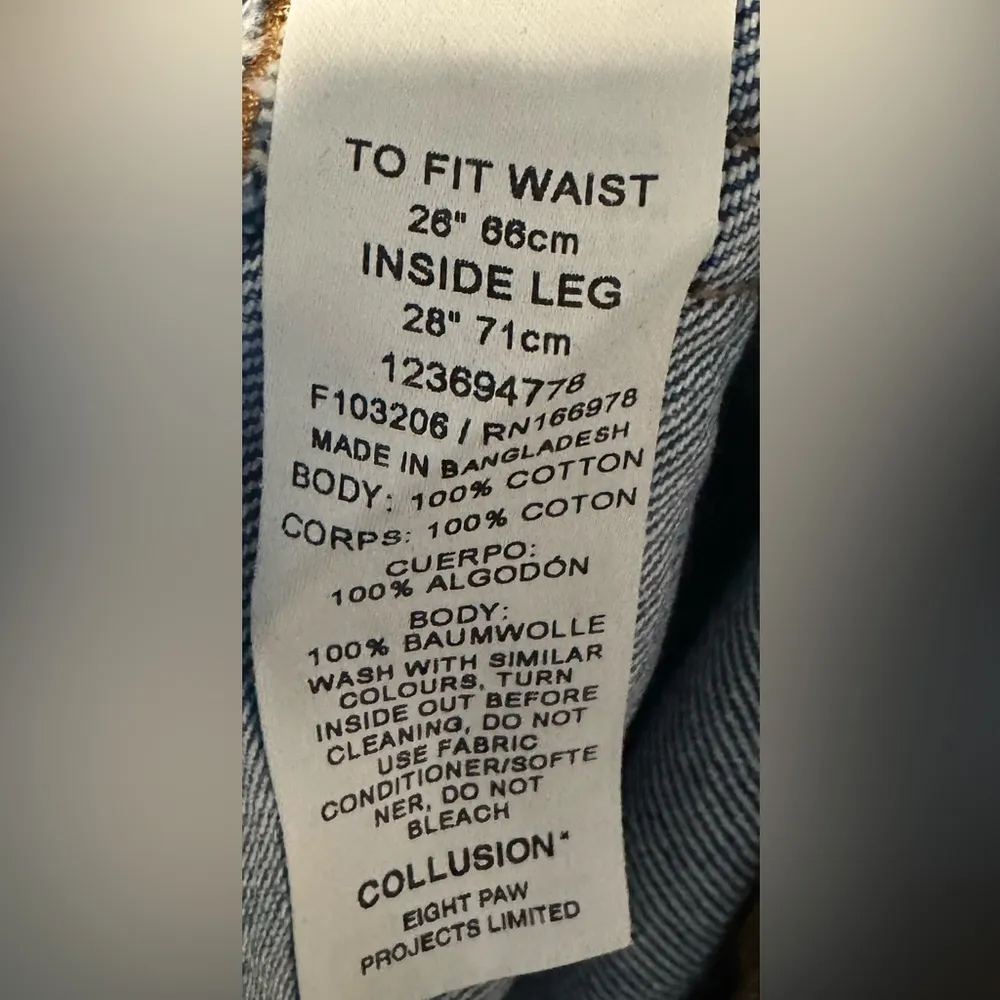 TO FIT WAIST
26" 66cm
INSIDE LEG
28" 71cm
123694778
F103206 / RN166978
MADE IN BANGLADESH
BODY: 100% COTTON
CORPS: 100% COTON
CUERPO:
100% ALGODÓN
BODY:
100% BAUMWOLLE
WASH WITH SIMILAR
COLOURS, TURN
INSIDE OUT BEFORE
CLEANING, DO NOT
USE FABRIC
CONDITIONER/SOFTE
NER, DO NOT
BLEACH
COLLUSION*
EIGHT PAW
PROJECTS LIMITED